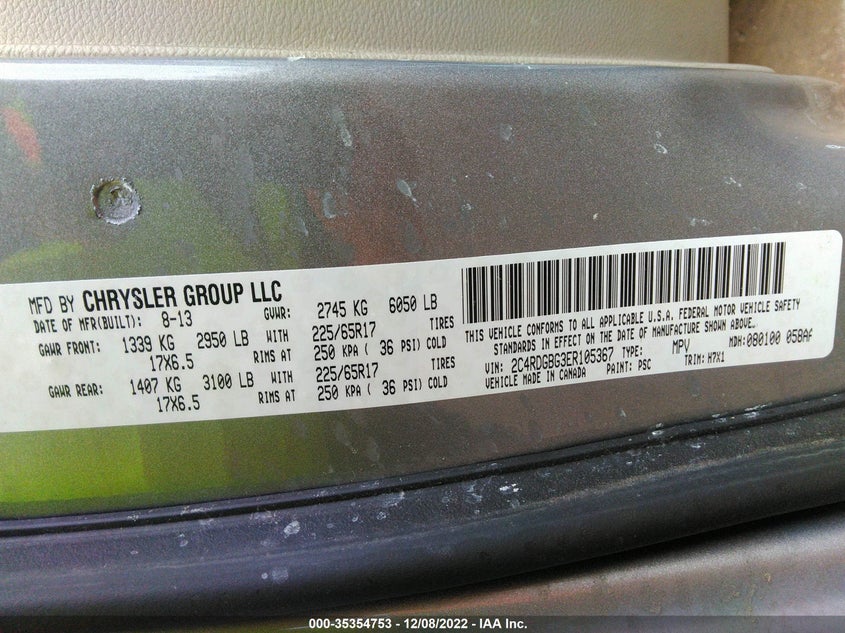 MFD BY CHRYSLER GROUP LLC
DATE OF MFR(BUILT): 8-13 GVWR: 2745 KG 6050 LB
GAWR FRONT: 1339 KG 2950 LB WITH 225/65R17 TIRES
17X6.5 RIMS AT 250 KPA ( 36 PSI) COLD
GAWR REAR: 1407 KG 3100 LB WITH 225/65R17 TIRES
17X6.5 RIMS AT 250 KPA ( 36 PSI) COLD
THIS VEHICLE CONFORMS TO ALL APPLICABLE U.S.A. FEDERAL MOTOR VEHICLE SAFETY
STANDARDS IN EFFECT ON THE DATE OF MANUFACTURE SHOWN ABOVE.
VIN: 2C4RDGBG3ER105367 TYPE: MPV MDH:080100 058AA
VEHICLE MADE IN CANADA PAINT: PSC TRIM: H7X1
000-35354753 - 12/08/2022 - IAA Inc.